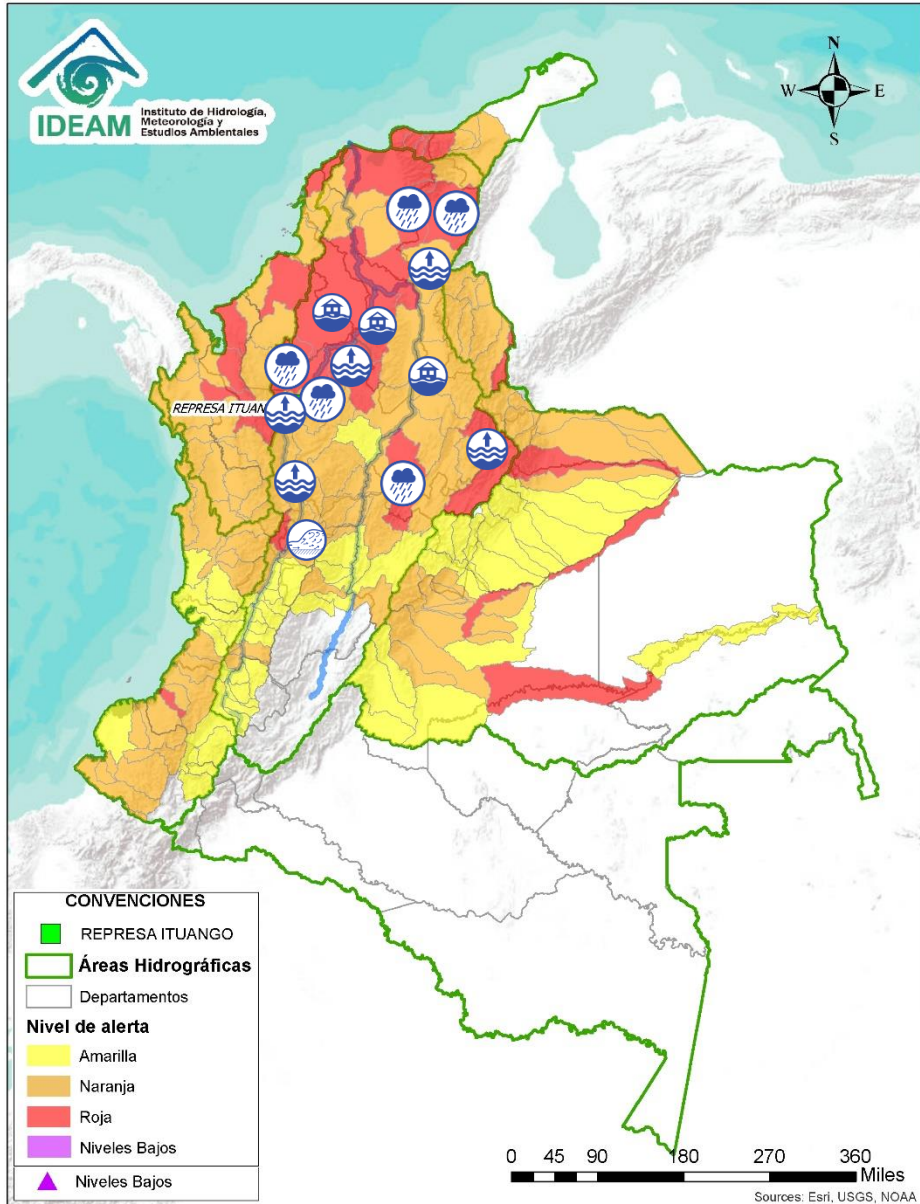 IDEAM
Instituto de Hidrología,
Meteorología y
Estudios Ambientales
N
W E
S
REPRESA ITUAN
CONVENCIONES
REPRESA ITUANGO
Áreas Hidrográficas
Departamentos
Nivel de alerta
Amarilla
Naranja
Roja
Niveles Bajos
Niveles Bajos
0 45 90 180 270 360
Miles
Sources: Esri, USGS, NOAA